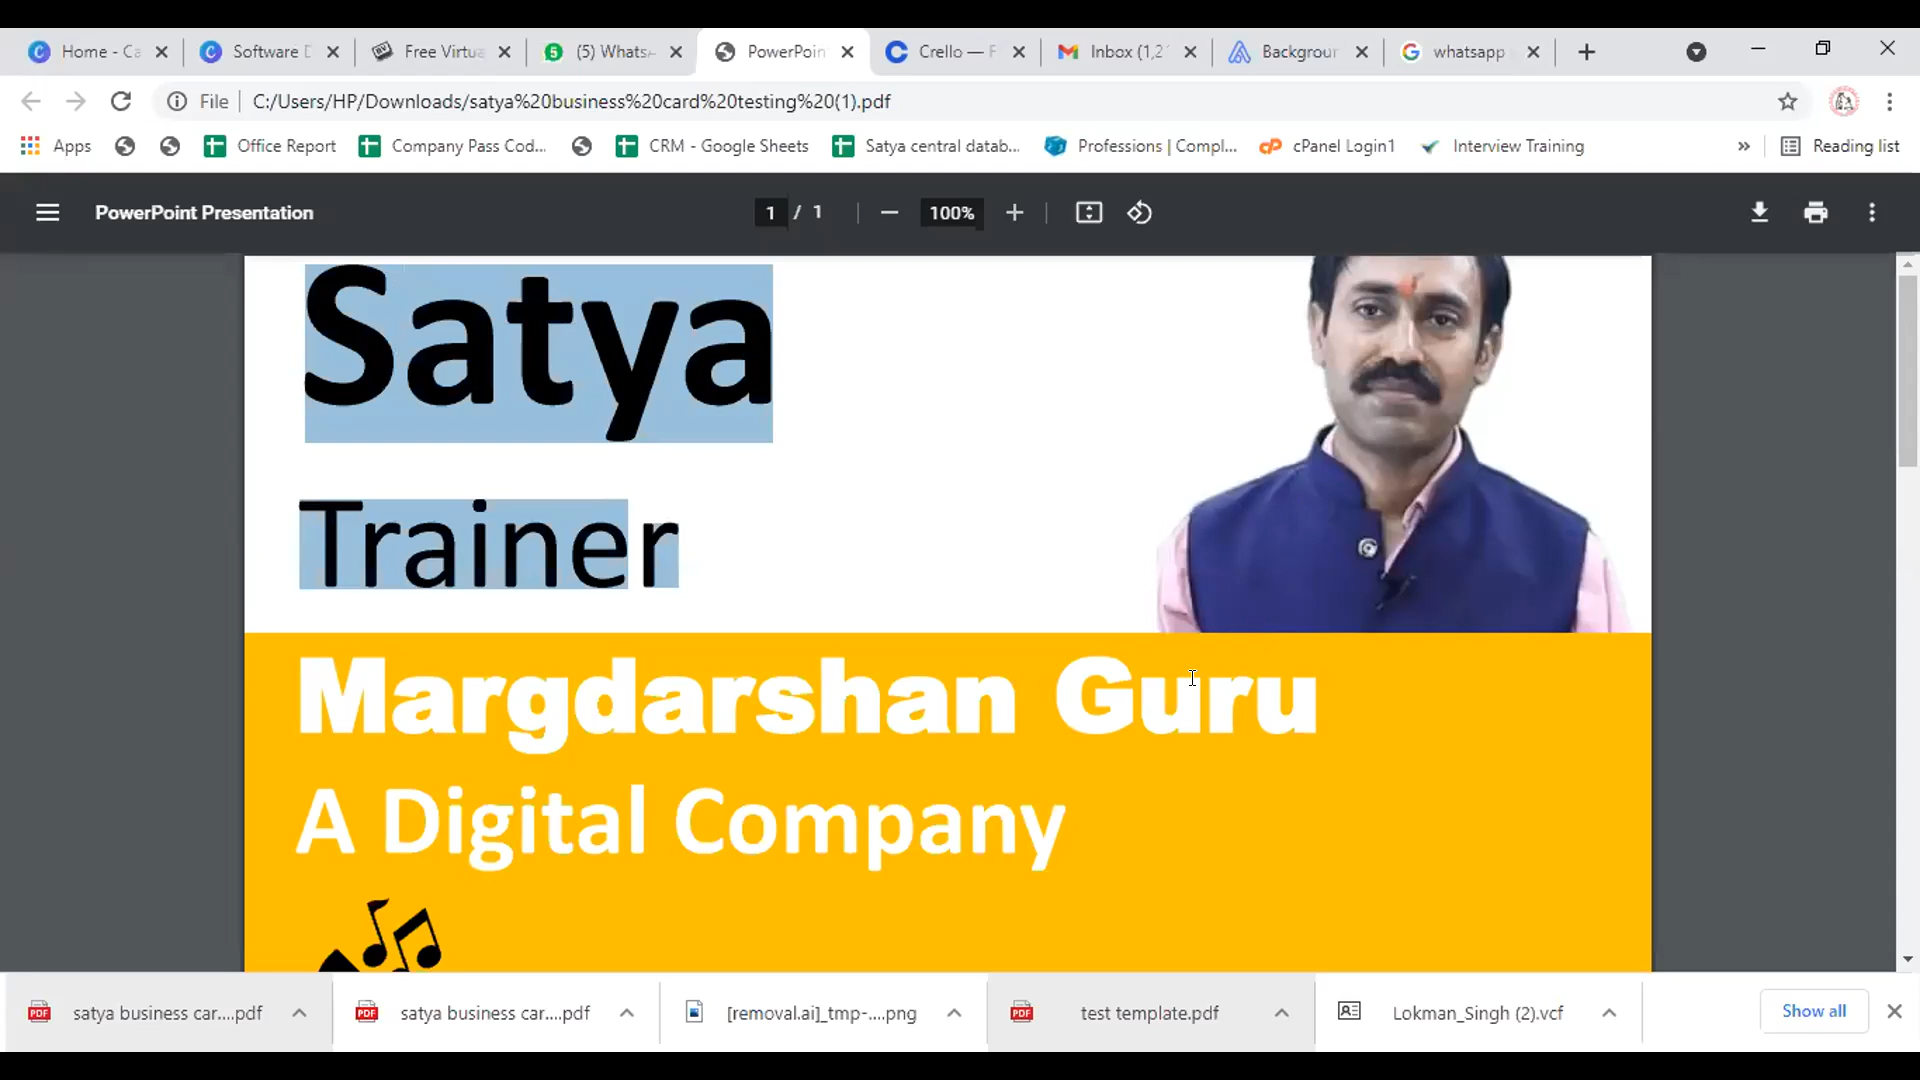 Home - Ca
Software D
Free Virtua
(5) WhatsA
PowerPoin
Crello — F
Inbox (1,2
Backgroun
whatsapp
File
C:/Users/HP/Downloads/satya%20business%20card%20testing%20(1).pdf
Apps
Office Report
Company Pass Cod...
CRM - Google Sheets
Satya central datab...
Professions | Compl...
cPanel Login1
Interview Training
»
Reading list
PowerPoint Presentation
1 / 1
100%
Satya
Trainer
Margdarshan Guru
A Digital Company
satya business car....pdf
satya business car....pdf
[removal.ai]_tmp-....png
test template.pdf
Lokman_Singh (2).vcf
Show all